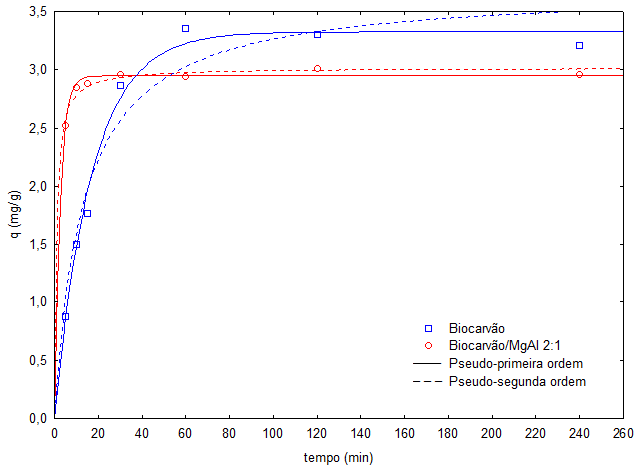 3,5
3,0
2,5
2,0
1,5
1,0
0,5
0,0
q (mg/g)
Biocarvão
Biocarvão/MgAl 2:1
Pseudo-primeira ordem
Pseudo-segunda ordem
0 20 40 60 80 100 120 140 160 180 200 220 240 260
tempo (min)